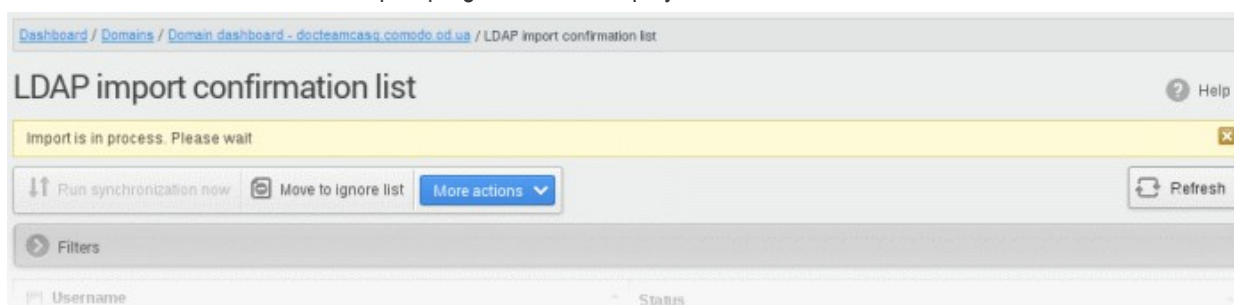 Dashboard / Domains / Domain dashboard - docteamcasg.comodo.od.ua / LDAP import confirmation list
LDAP import confirmation list
Help
Import is in process. Please wait
Run synchronization now Move to ignore list More actions Refresh
Filters
Username Status